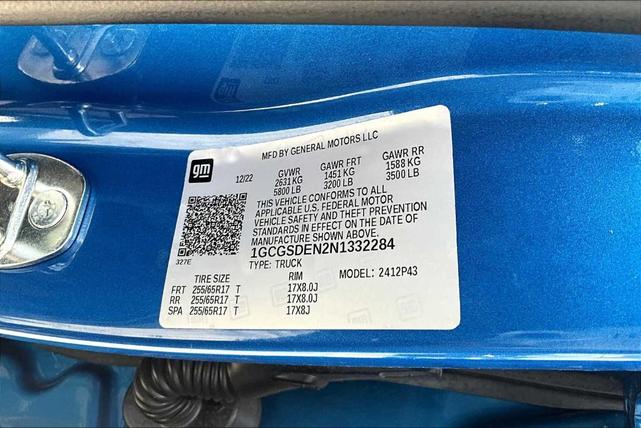 MFD BY GENERAL MOTORS LLC
gm
12/22 GVWR GAWR FRT GAWR RR
2631 KG 1451 KG 1588 KG
5800 LB 3200 LB 3500 LB
THIS VEHICLE CONFORMS TO ALL
APPLICABLE U.S. FEDERAL MOTOR
VEHICLE SAFETY AND THEFT PREVENTION
STANDARDS IN EFFECT ON THE DATE OF
MANUFACTURE SHOWN ABOVE.
1GCGSDEN2N1332284
327E
TYPE: TRUCK
TIRE SIZE RIM MODEL: 2412P43
FRT 255/65R17 T 17X8.0J
RR 255/65R17 T 17X8.0J
SPA 255/65R17 T 17X8J